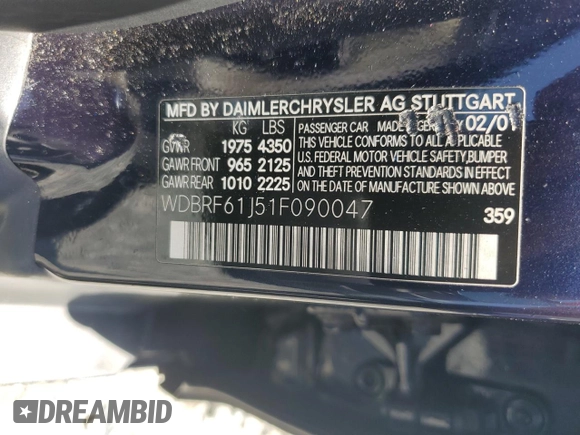 MFD BY DAIMLERCHRYSLER AG STUTTGART
KG LBS
GVWR 1975 4350
GAWR FRONT 965 2125
GAWR REAR 1010 2225
PASSENGER CAR MADE 02/01
THIS VEHICLE CONFORMS TO ALL APPLICABLE
U.S. FEDERAL MOTOR VEHICLE SAFETY, BUMPER
AND THEFT PREVENTION STANDARDS IN EFFECT
ON THE DATE OF MANUFACTURE SHOWN ABOVE.
WDBRF61J51F090047
359
DREAMBID